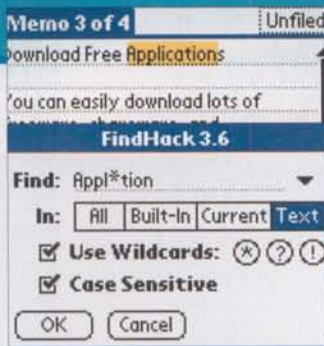 Memo 3 of 4 Unfiled
Download Free Applications
You can easily download lots of
FindHack 3.6
Find: Appl*tion
In: All Built-In Current Text
Use Wildcards: * ? !
Case Sensitive
OK Cancel